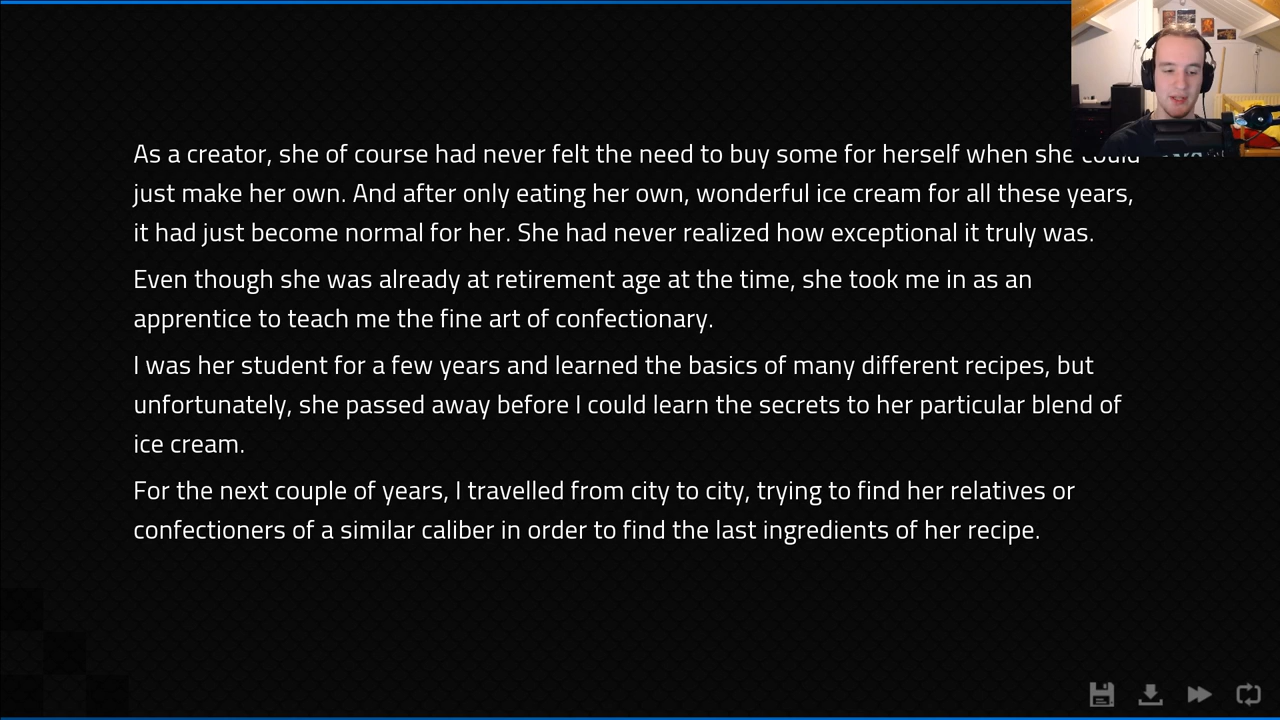 As a creator, she of course had never felt the need to buy some for herself when she could
just make her own. And after only eating her own, wonderful ice cream for all these years,
it had just become normal for her. She had never realized how exceptional it truly was.
Even though she was already at retirement age at the time, she took me in as an
apprentice to teach me the fine art of confectionary.
I was her student for a few years and learned the basics of many different recipes, but
unfortunately, she passed away before I could learn the secrets to her particular blend of
ice cream.
For the next couple of years, I travelled from city to city, trying to find her relatives or
confectioners of a similar caliber in order to find the last ingredients of her recipe.